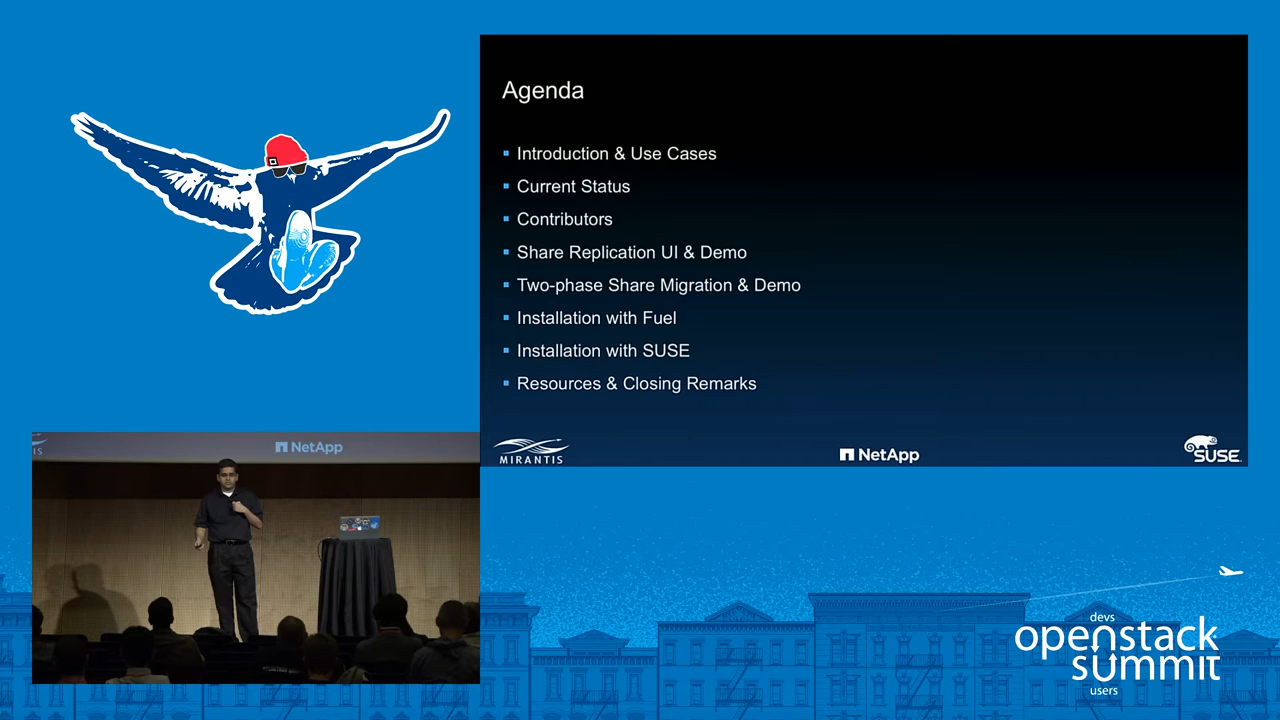 Agenda
Introduction & Use Cases
Current Status
Contributors
Share Replication UI & Demo
Two-phase Share Migration & Demo
Installation with Fuel
Installation with SUSE
Resources & Closing Remarks
MIRANTIS
NetApp
SUSE
NetApp
devs
openstack
summit
users